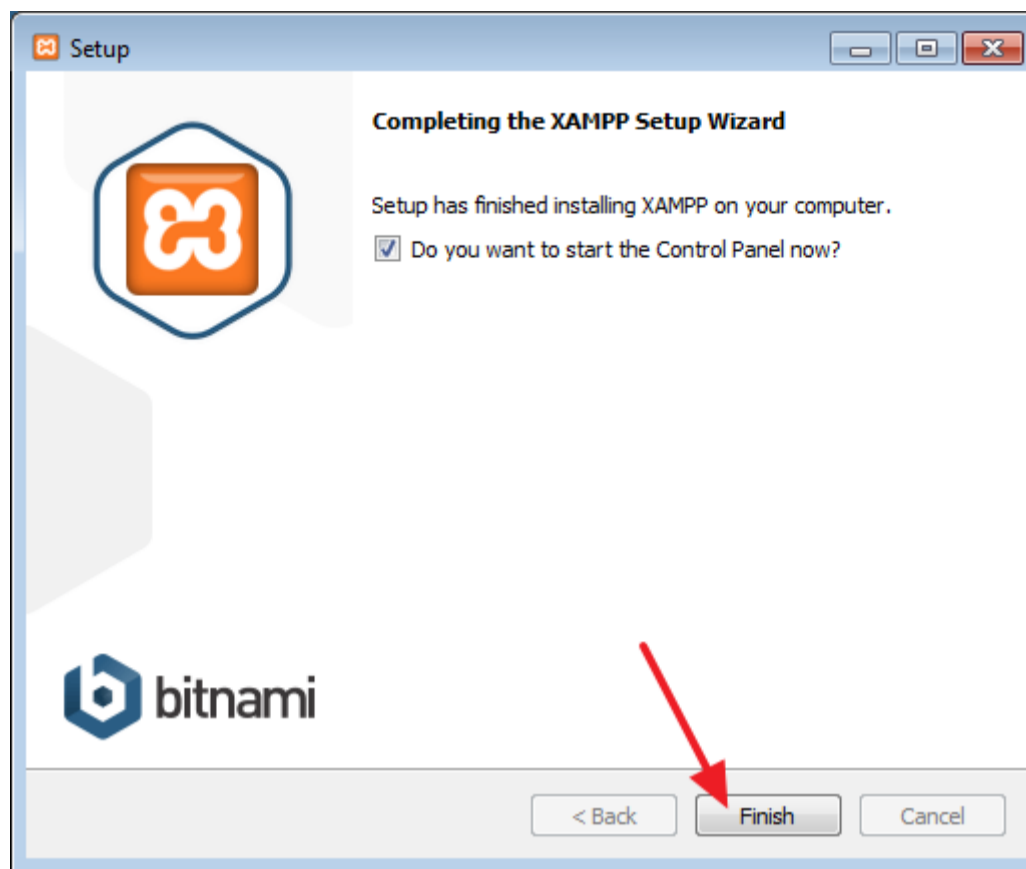 Setup
Completing the XAMPP Setup Wizard
Setup has finished installing XAMPP on your computer.
Do you want to start the Control Panel now?
bitnami
< Back
Finish
Cancel